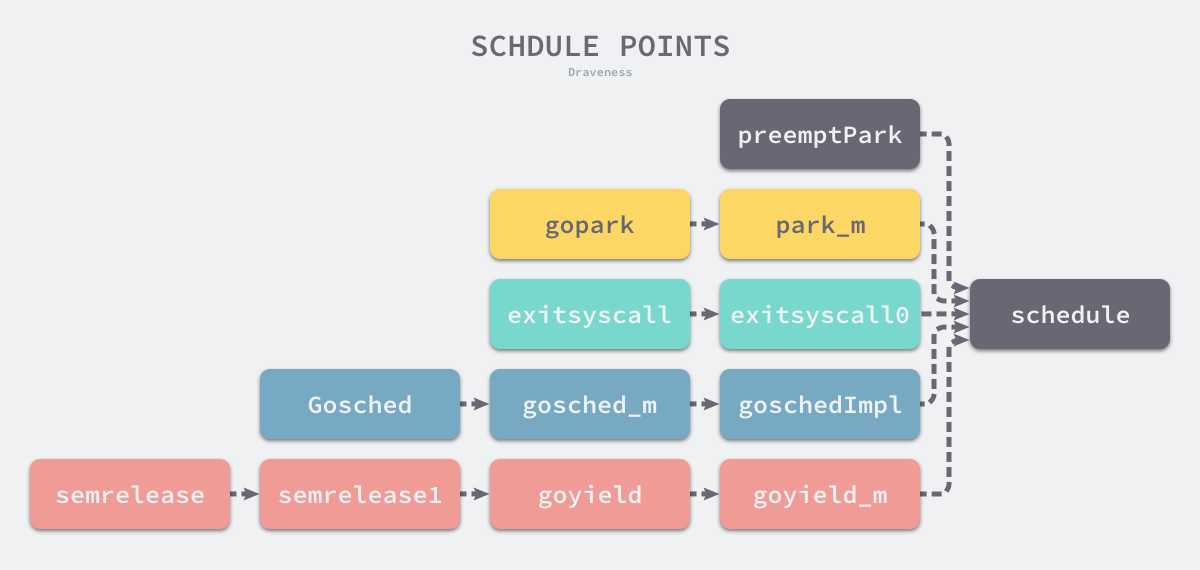 SCHDULE POINTS
Draveness
preemptPark
gopark park_m
exitsyscall exitsyscall0 schedule
Gosched gosched_m goschedImpl
semrelease semrelease1 goyield goyield_m